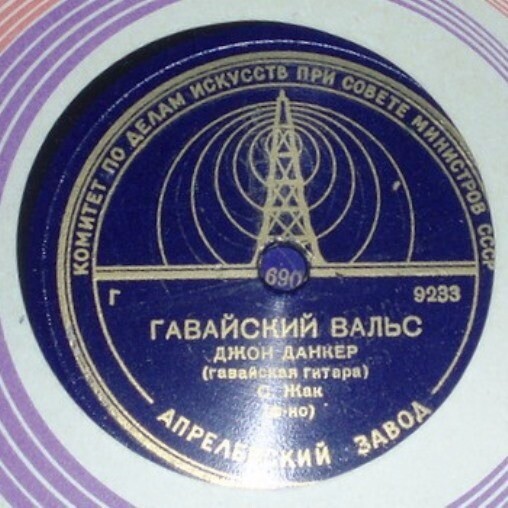 КОМИТЕТ ПО ДЕЛАМ ИСКУССТВ ПРИ СОВЕТЕ МИНИСТРОВ СССР
690
Г 9233
ГАВАЙСКИЙ ВАЛЬС
ДЖОН ДАНКЕР
(гавайская гитара)
С. Жак
(ф-но)
АПРЕЛЕВСКИЙ ЗАВОД